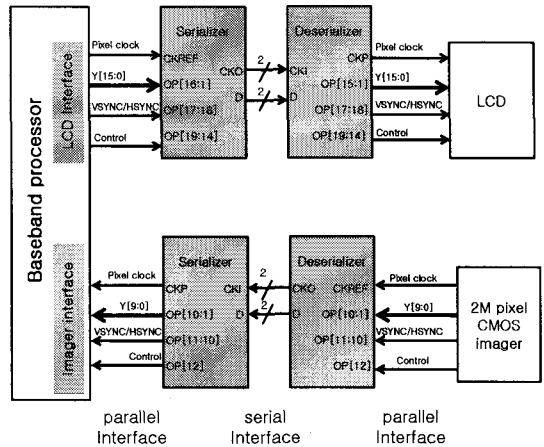 Serializer
Deserializer
Baseband processor
LCD Interface
Pixel clock
CKREF
CKO
2
CKI
CKP
Pixel clock
Y[15:0]
OP[16:1]
OP[15:1]
Y[15:0]
D
2
D
LCD
VSYNC/HSYNC
OP[17:18]
OP[17:18]
VSYNC/HSYNC
Control
OP[19:14]
OP[19:14]
Control
Serializer
Deserializer
Imager interface
Pixel clock
CKP
CKI
2
CKO
CKREF
Pixel clock
Y[9:0]
OP[10:1]
D
2
D
OP[10:1]
Y[9:0]
2M pixel
CMOS
imager
VSYNC/HSYNC
OP[11:10]
OP[11:10]
VSYNC/HSYNC
Control
OP[12]
OP[12]
Control
parallel
Interface
serial
Interface
parallel
Interface